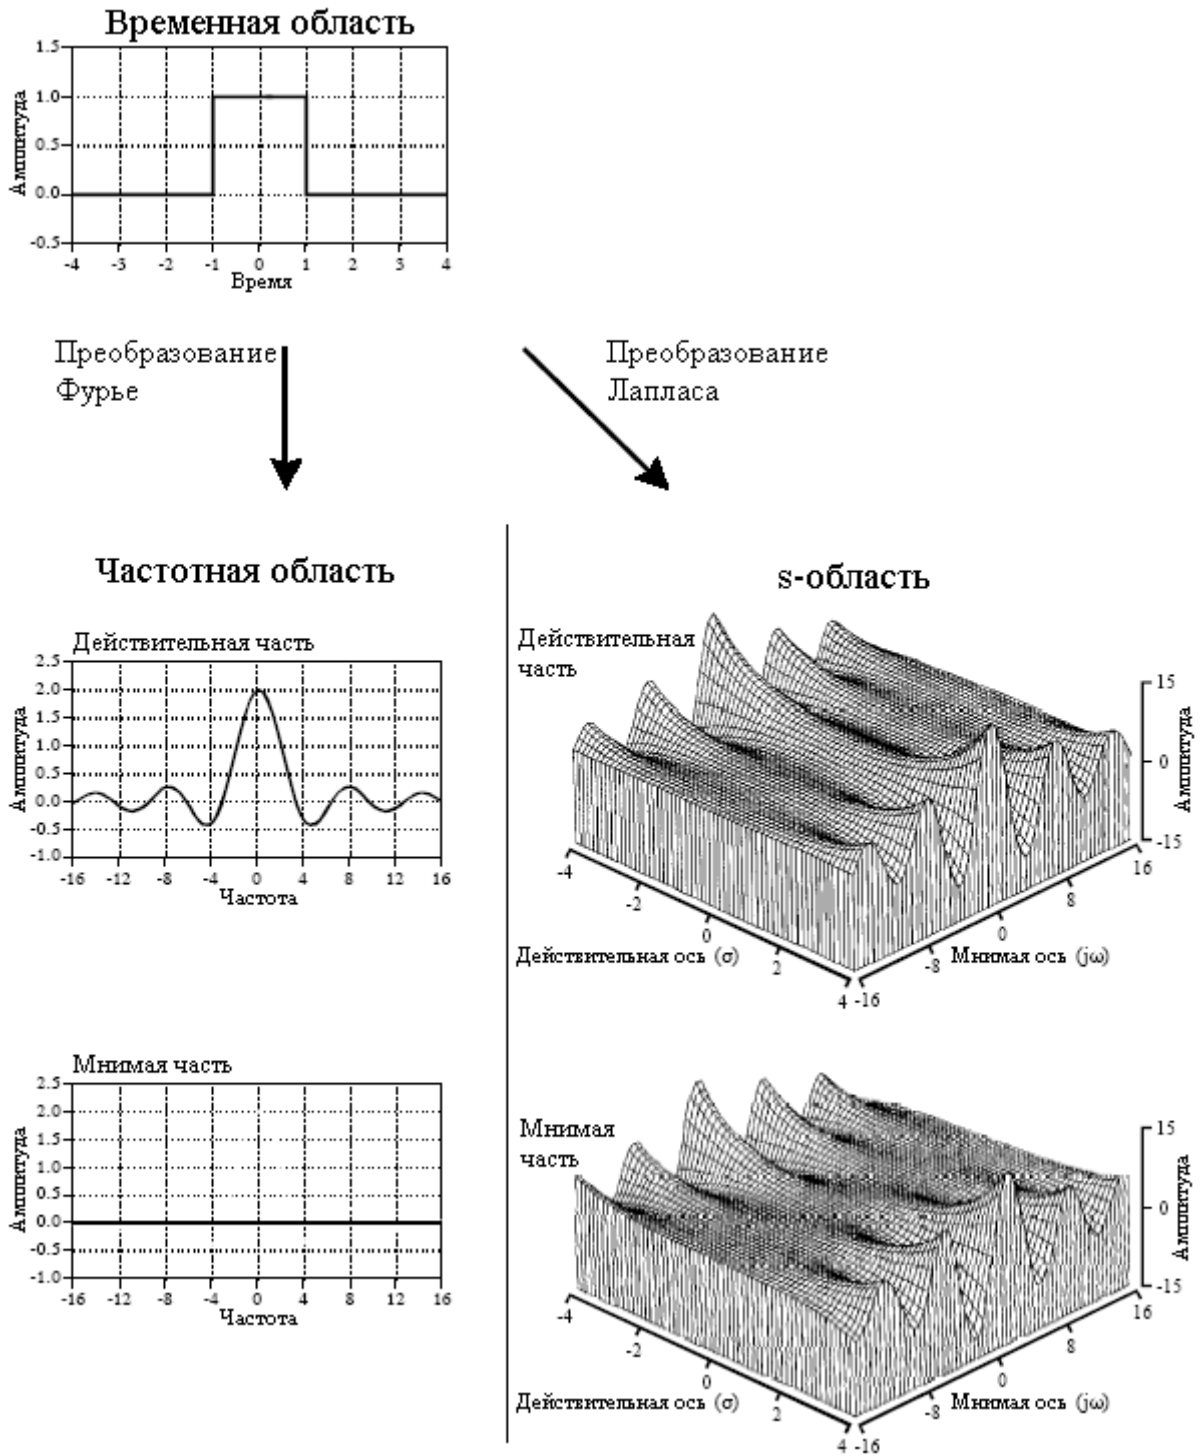 Временная область
1.5
1.0
0.5
0.0
-0.5
Амплитуда
-4 -3 -2 -1 0 1 2 3 4
Время
Преобразование
Фурье
Преобразование
Лапласа
Частотная область
Действительная часть
2.5
2.0
1.5
1.0
0.5
0.0
-0.5
-1.0
Амплитуда
-16 -12 -8 -4 0 4 8 12 16
Частота
Мнимая часть
2.5
2.0
1.5
1.0
0.5
0.0
-0.5
-1.0
Амплитуда
-16 -12 -8 -4 0 4 8 12 16
Частота
s-область
Действительная
часть
15
0
-15
Амплитуда
-4
-2
0
2
4
Действительная ось (σ)
-16
-8
0
8
16
Мнимая ось (jω)
Мнимая
часть
15
0
-15
Амплитуда
-4
-2
0
2
4
Действительная ось (σ)
-16
-8
0
8
16
Мнимая ось (jω)